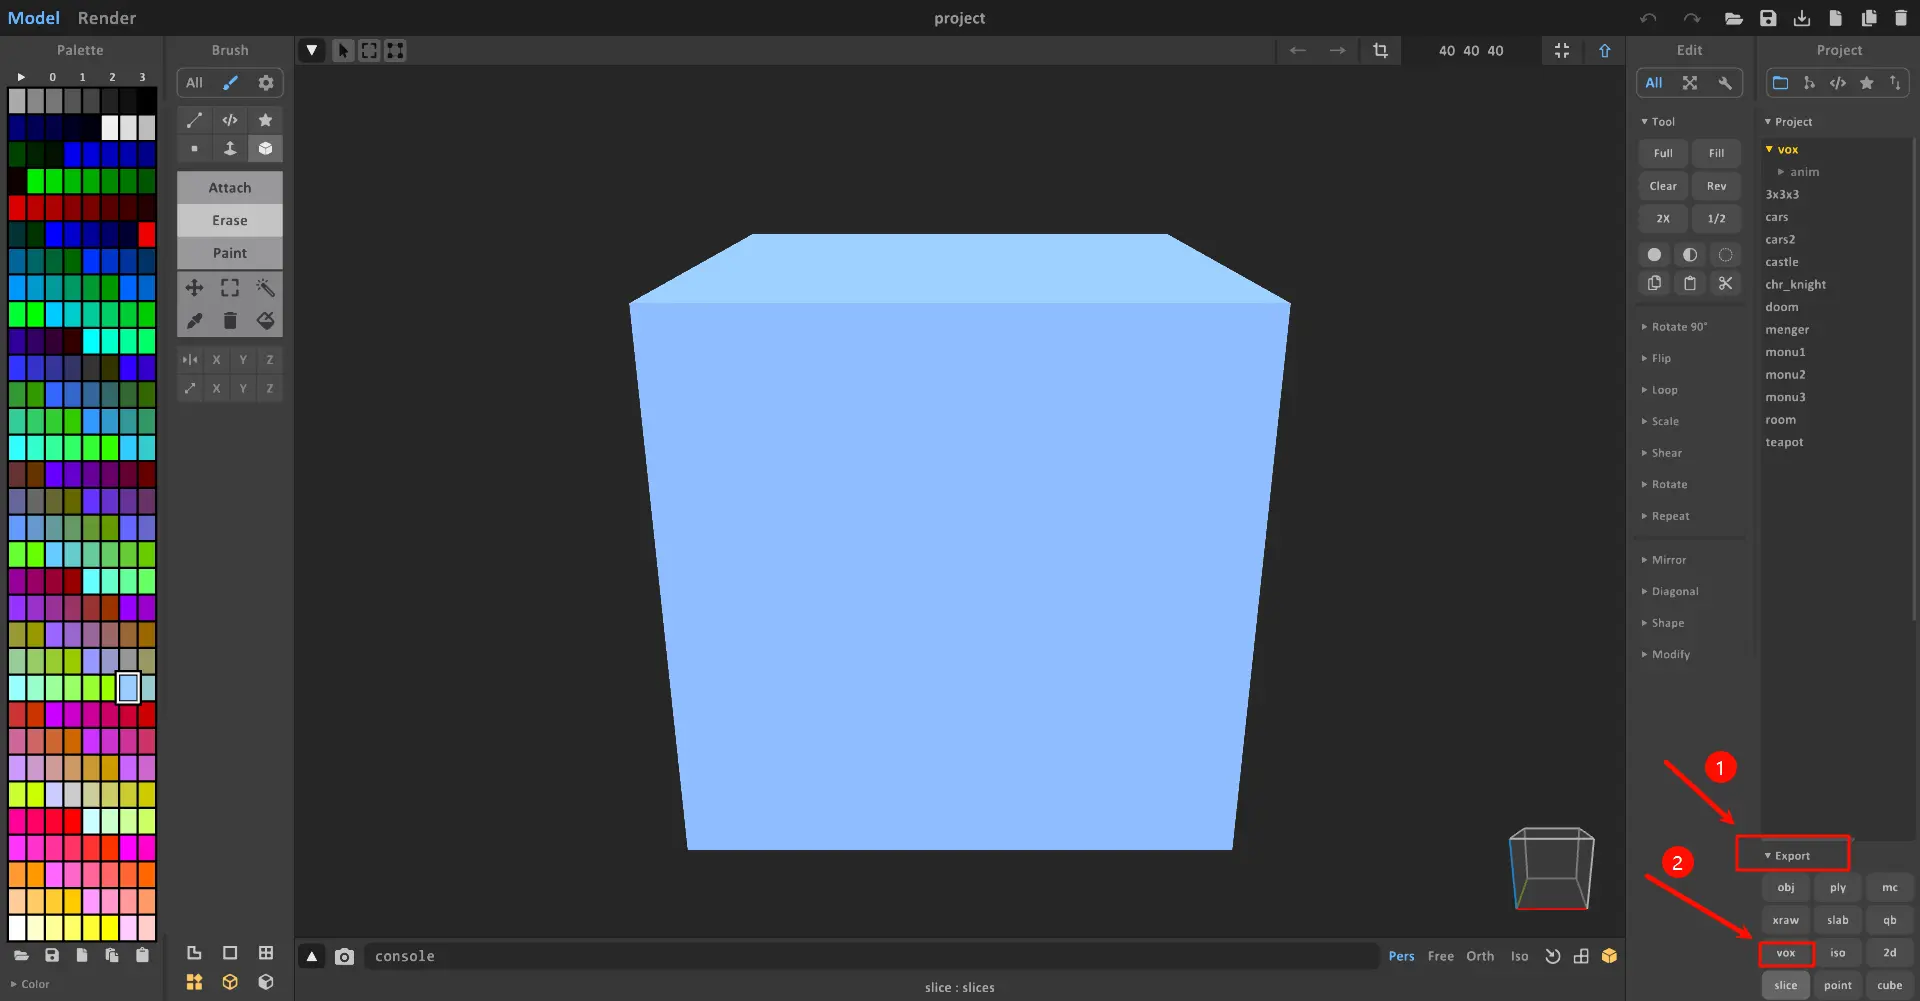 Model Render
project
Palette
Brush
40 40 40
Edit
Project
0 1 2 3
All
All
Tool
Project
Full Fill
vox
anim
Clear Rev
3x3x3
2X 1/2
cars
cars2
castle
chr_knight
doom
menger
monu1
monu2
monu3
room
teapot
Attach
Erase
Paint
X Y Z
X Y Z
Rotate 90°
Flip
Loop
Scale
Shear
Rotate
Repeat
Mirror
Diagonal
Shape
Modify
1
2
Export
obj ply mc
xraw slab qb
vox iso 2d
slice point cube
console
Pers Free Orth Iso
Color
slice : slices